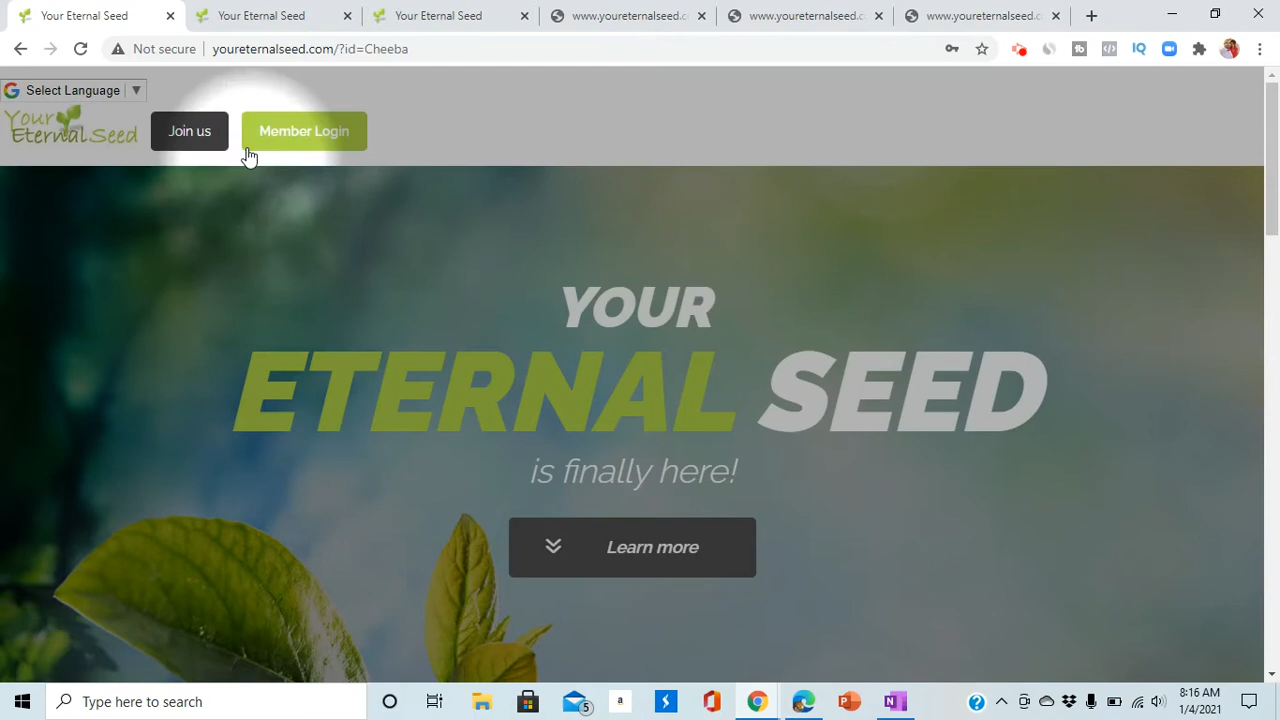 Your Eternal Seed
Your Eternal Seed
Your Eternal Seed
www.youreternalseed.c
www.youreternalseed.c
www.youreternalseed.c
Not secure
youreternalseed.com/?id=Cheeba
IQ
G Select Language ▼
Your
Eternal Seed
Join us
Member Login
YOUR
ETERNAL SEED
is finally here!
Learn more
Type here to search
5
a
8:16 AM
1/4/2021